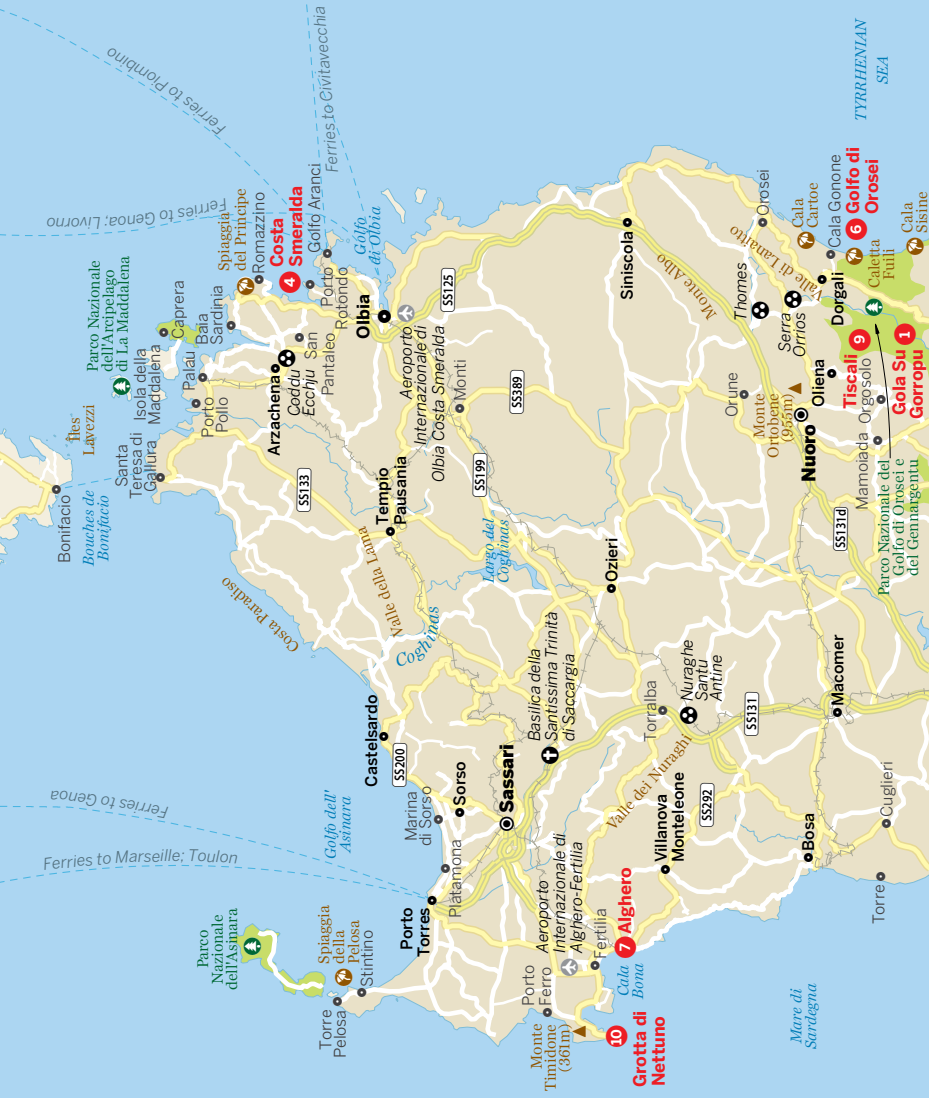 Ferries to Piombino
Ferries to Civitavecchia
TYRRHENIAN
SEA
Ferries to Genoa; Livorno
Spiaggia
del Principe
Romazzino
Costa
4 Smeralda
Golfo Aranci
Golfo
di Olbia
Parco Nazionale
dell'Arcipelago
di La Maddalena
Caprera
Isola della
Maddalena
Baia
Sardinia
Porto
Rotondo
Palau
Porto
Pollo
San
Pantaleo
Coddu
Ecchju
Arzachena
Olbia
Aeroporto
Internazionale di
Olbia Costa Smeralda
SS125
Monti
SS389
SS199
Îles
Lavezzi
Santa
Teresa di
Gallura
Bonifacio
Bouches de
Bonifacio
SS133
Tempio
Pausania
Valle della Luna
Costa Paradiso
Coghinas
Largo del
Coghinas
Siniscola
Monte Albo
Orosei
Cala
Cartoe
Cala Gonone
6 Golfo di
Orosei
Cala
Sisine
Caletta
Fuili
Valle di Lanaitto
Dorgali
Thomes
Serra
Orrios
Tiscali 9
Gola Su 1
Gorropu
Orune
Monte
Ortobene
(955m)
Oliena
Orgosolo
Nuoro
Mamoiada
Parco Nazionale del
Golfo di Orosei e
del Gennargentu
SS131d
Ozieri
Castelsardo
SS200
Golfo dell'
Asinara
Ferries to Genoa
Ferries to Marseille; Toulon
Marina
di Sorso
Sorso
Platamona
Sassari
Basilica della
Santissima Trinità
di Saccargia
Torralba
Nuraghe
Santu
Antine
Valle dei Nuraghi
SS131
Macomer
Porto
Torres
Parco
Nazionale
dell'Asinara
Spiaggia
della
Pelosa
Stintino
Torre
Pelosa
Aeroporto
Internazionale di
Alghero-Fertilia
Fertilia
7 Alghero
Villanova
Monteleone
SS292
Bosa
Cuglieri
Torre
Porto
Ferro
Cala
Bona
Monte
Timidone
(361m)
10
Grotta di
Nettuno
Mare di
Sardegna